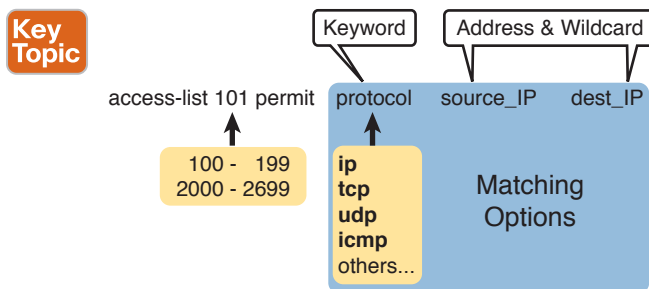 Key
Topic
Keyword
Address & Wildcard
access-list 101 permit protocol source_IP dest_IP
100 - 199
2000 - 2699
ip
tcp
udp
icmp
others...
Matching
Options